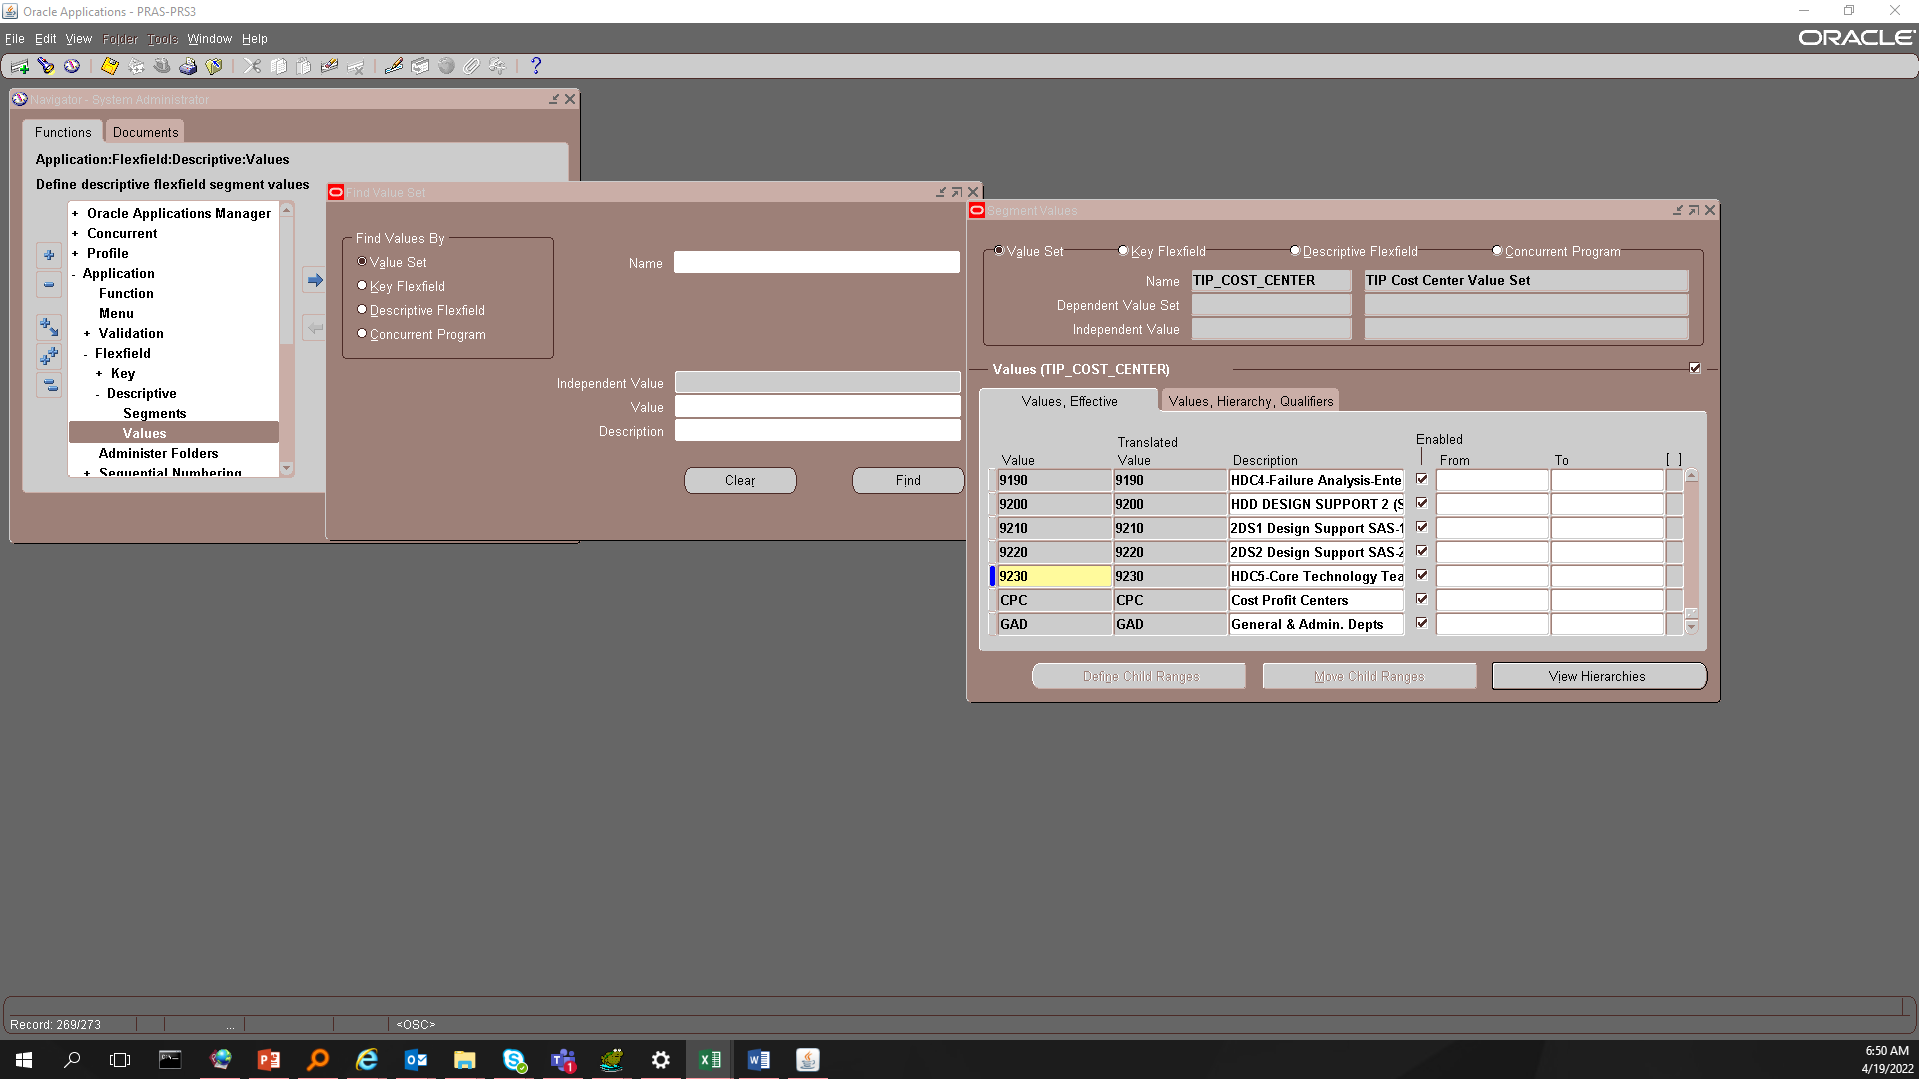 Oracle Applications - PRAS-PRS3
File Edit View Folder Tools Window Help
ORACLE
Navigator - System Administrator
Functions Documents
Application:Flexfield:Descriptive:Values
Define descriptive flexfield segment values
+ Oracle Applications Manager
+ Concurrent
+ Profile
- Application
Function
Menu
+ Validation
- Flexfield
+ Key
- Descriptive
Segments
Values
Administer Folders
+ Sequential Numbering
Find Value Set
Find Values By
Value Set
Key Flexfield
Descriptive Flexfield
Concurrent Program
Name
Independent Value
Value
Description
Clear Find
Segment Values
Value Set Key Flexfield Descriptive Flexfield Concurrent Program
Name TIP_COST_CENTER TIP Cost Center Value Set
Dependent Value Set
Independent Value
Values (TIP_COST_CENTER)
Values, Effective Values, Hierarchy, Qualifiers
Enabled
Translated
Value Value Description From To [ ]
9190 9190 HDC4-Failure Analysis-Ente
9200 9200 HDD DESIGN SUPPORT 2 (S
9210 9210 2DS1 Design Support SAS-1
9220 9220 2DS2 Design Support SAS-2
9230 9230 HDC5-Core Technology Tea
CPC CPC Cost Profit Centers
GAD GAD General & Admin. Depts
Define Child Ranges Move Child Ranges View Hierarchies
Record: 269/273 ... <OSC>
1
6:50 AM
4/19/2022